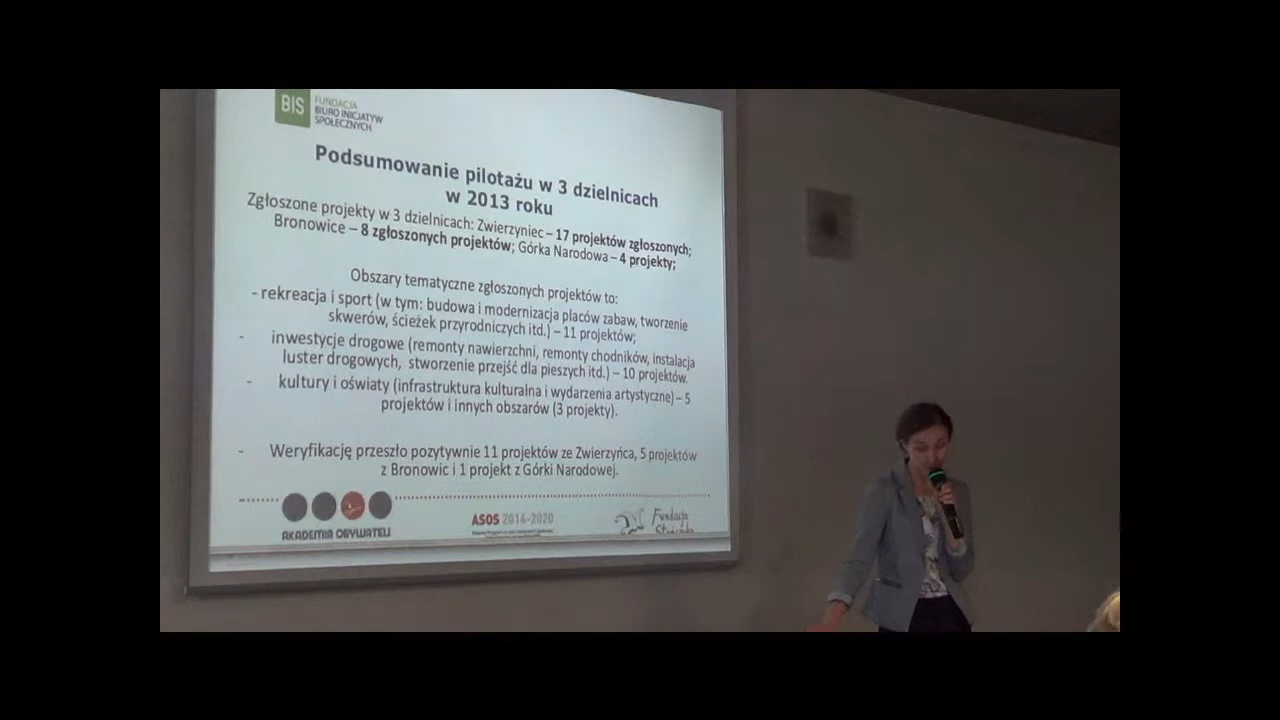 BIS
FUNDACJA
BIURO INICJATYW
SPOŁECZNYCH
Podsumowanie pilotażu w 3 dzielnicach
w 2013 roku
Zgłoszone projekty w 3 dzielnicach: Zwierzyniec – 17 projektów zgłoszonych;
Bronowice – 8 zgłoszonych projektów; Górka Narodowa – 4 projekty;
Obszary tematyczne zgłoszonych projektów to:
- rekreacja i sport (w tym: budowa i modernizacja placów zabaw, tworzenie
skwerów, ścieżek przyrodniczych itd.) – 11 projektów;
- inwestycje drogowe (remonty nawierzchni, remonty chodników, instalacja
luster drogowych, stworzenie przejść dla pieszych itd.) – 10 projektów.
- kultury i oświaty (infrastruktura kulturalna i wydarzenia artystyczne) – 5
projektów i innych obszarów (3 projekty).
- Weryfikację przeszło pozytywnie 11 projektów ze Zwierzyńca, 5 projektów
z Bronowic i 1 projekt z Górki Narodowej.
AKADEMIA OBYWATELI
ASOS 2014-2020
Fundacja